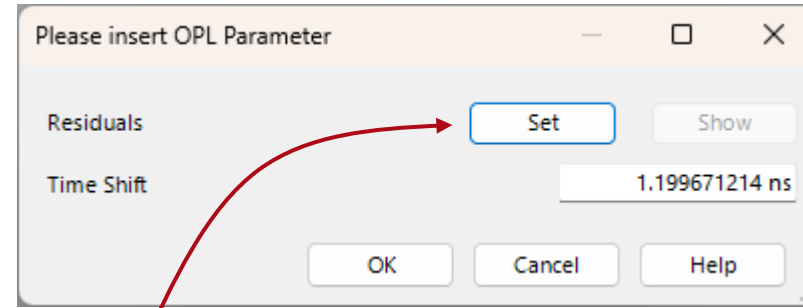 Please insert OPL Parameter
Residuals Set Show
Time Shift 1.199671214 ns
OK Cancel Help